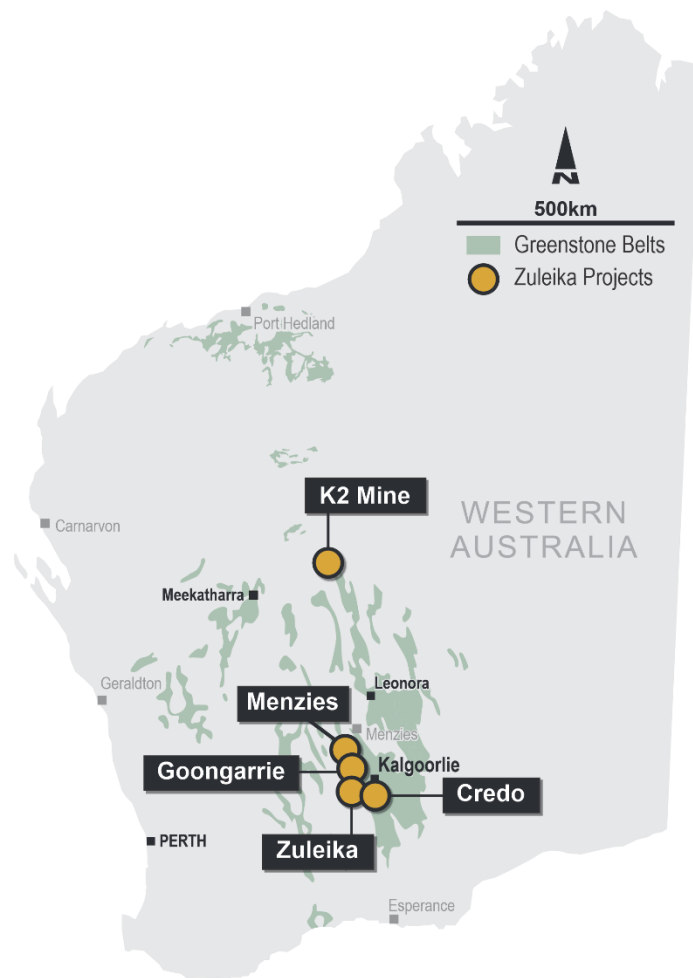 N
500km
Greenstone Belts
Zuleika Projects
Port Hedland
K2 Mine
WESTERN
AUSTRALIA
Carnarvon
Meekatharra
Leonora
Geraldton
Menzies
Menzies
Kalgoorlie
Goongarrie
Credo
PERTH
Zuleika
Esperance